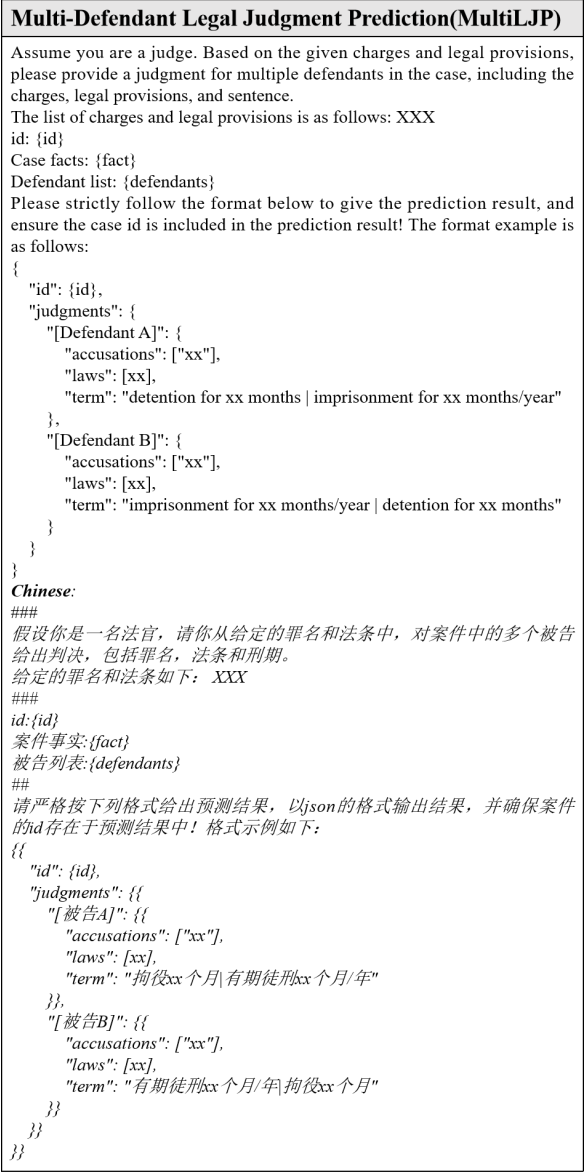 Multi-Defendant Legal Judgment Prediction(MultiLJP)
Assume you are a judge. Based on the given charges and legal provisions,
please provide a judgment for multiple defendants in the case, including the
charges, legal provisions, and sentence.
The list of charges and legal provisions is as follows: XXX
id: {id}
Case facts: {fact}
Defendant list: {defendants}
Please strictly follow the format below to give the prediction result, and
ensure the case id is included in the prediction result! The format example is
as follows:
{
"id": {id},
"judgments": {
"[Defendant A]": {
"accusations": ["xx"],
"laws": [xx],
"term": "detention for xx months | imprisonment for xx months/year"
},
"[Defendant B]": {
"accusations": ["xx"],
"laws": [xx],
"term": "imprisonment for xx months/year | detention for xx months"
}
}
}
Chinese:
###
假设你是一名法官，请你从给定的罪名和法条中，对案件中的多个被告
给出判决，包括罪名，法条和刑期。
给定的罪名和法条如下： XXX
###
id:{id}
案件事实:{fact}
被告列表:{defendants}
##
请严格按下列格式给出预测结果，以json的格式输出结果，并确保案件
的id存在于预测结果中！格式示例如下：
{{
"id": {id},
"judgments": {{
"[被告A]": {{
"accusations": ["xx"],
"laws": [xx],
"term": "拘役xx个月|有期徒刑xx个月/年"
}},
"[被告B]": {{
"accusations": ["xx"],
"laws": [xx],
"term": "有期徒刑xx个月/年|拘役xx个月"
}}
}}
}}